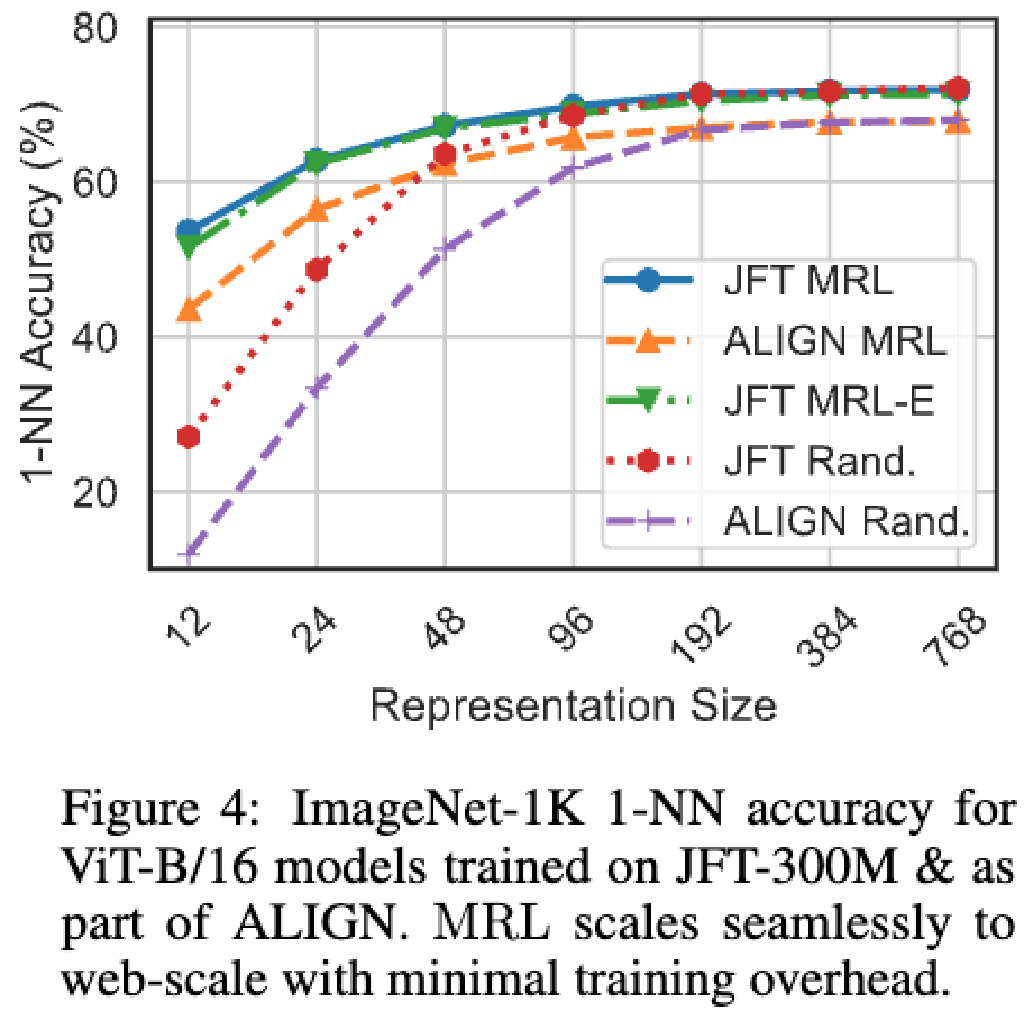 80
60
40
20
1-NN Accuracy (%)
JFT MRL
ALIGN MRL
JFT MRL-E
JFT Rand.
ALIGN Rand.
12
24
48
96
192
384
768
Representation Size
Figure 4: ImageNet-1K 1-NN accuracy for
ViT-B/16 models trained on JFT-300M & as
part of ALIGN. MRL scales seamlessly to
web-scale with minimal training overhead.